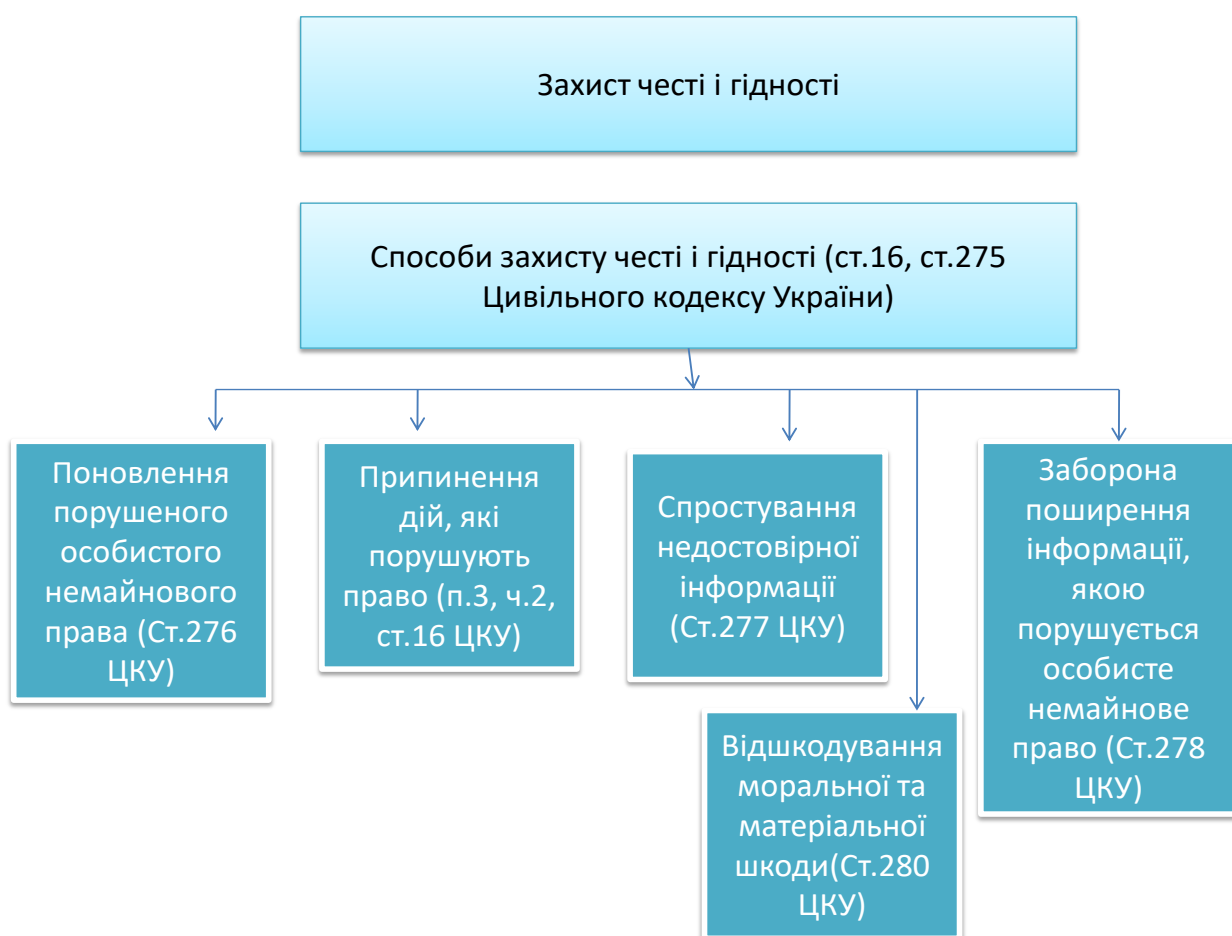 Захист честі і гідності
Способи захисту честі і гідності (ст.16, ст.275
Цивільного кодексу України)
Поновлення
порушеного
особистого
немайнового
права (Ст.276
ЦКУ)
Припинення
дій, які
порушують
право (п.3, ч.2,
ст.16 ЦКУ)
Спростування
недостовірної
інформації
(Ст.277 ЦКУ)
Відшкодування
моральної та
матеріальної
шкоди(Ст.280
ЦКУ)
Заборона
поширення
інформації,
якою
порушується
особисте
немайнове
право (Ст.278
ЦКУ)